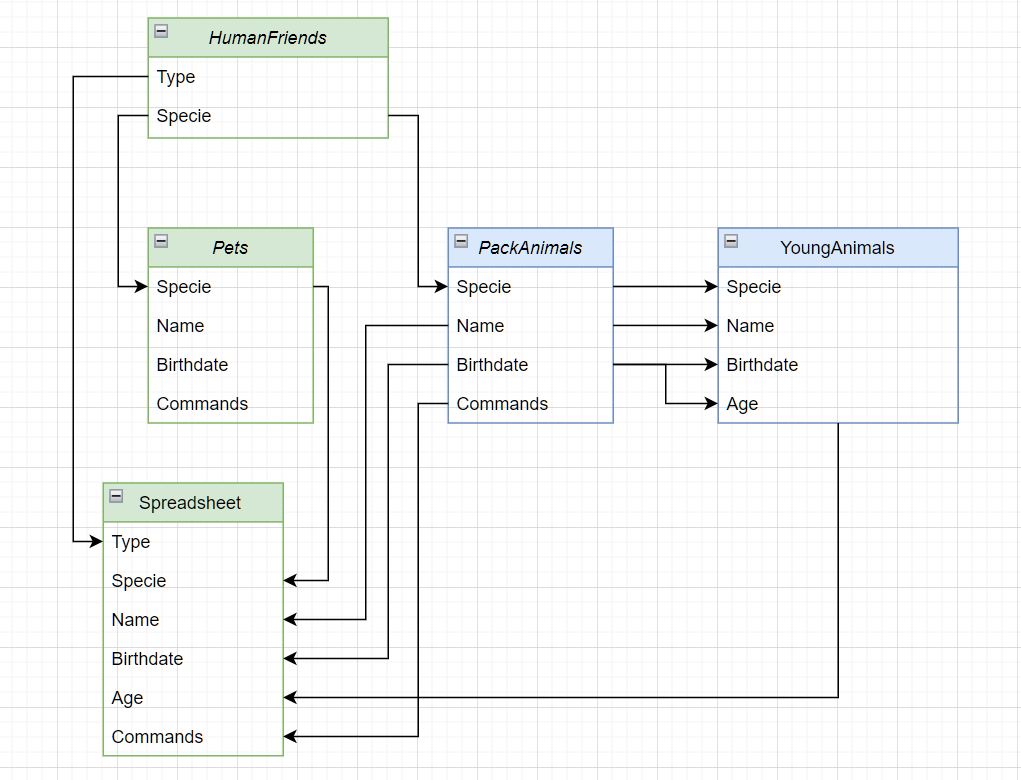 HumanFriends
Type
Specie
Pets
Specie
Name
Birthdate
Commands
PackAnimals
Specie
Name
Birthdate
Commands
YoungAnimals
Specie
Name
Birthdate
Age
Spreadsheet
Type
Specie
Name
Birthdate
Age
Commands